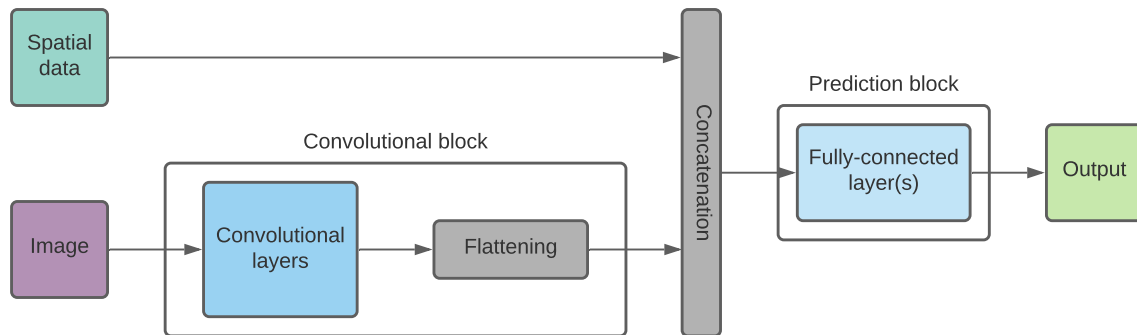 Spatial
data
Prediction block
Convolutional block
Concatenation
Fully-connected
layer(s)
Output
Image
Convolutional
layers
Flattening